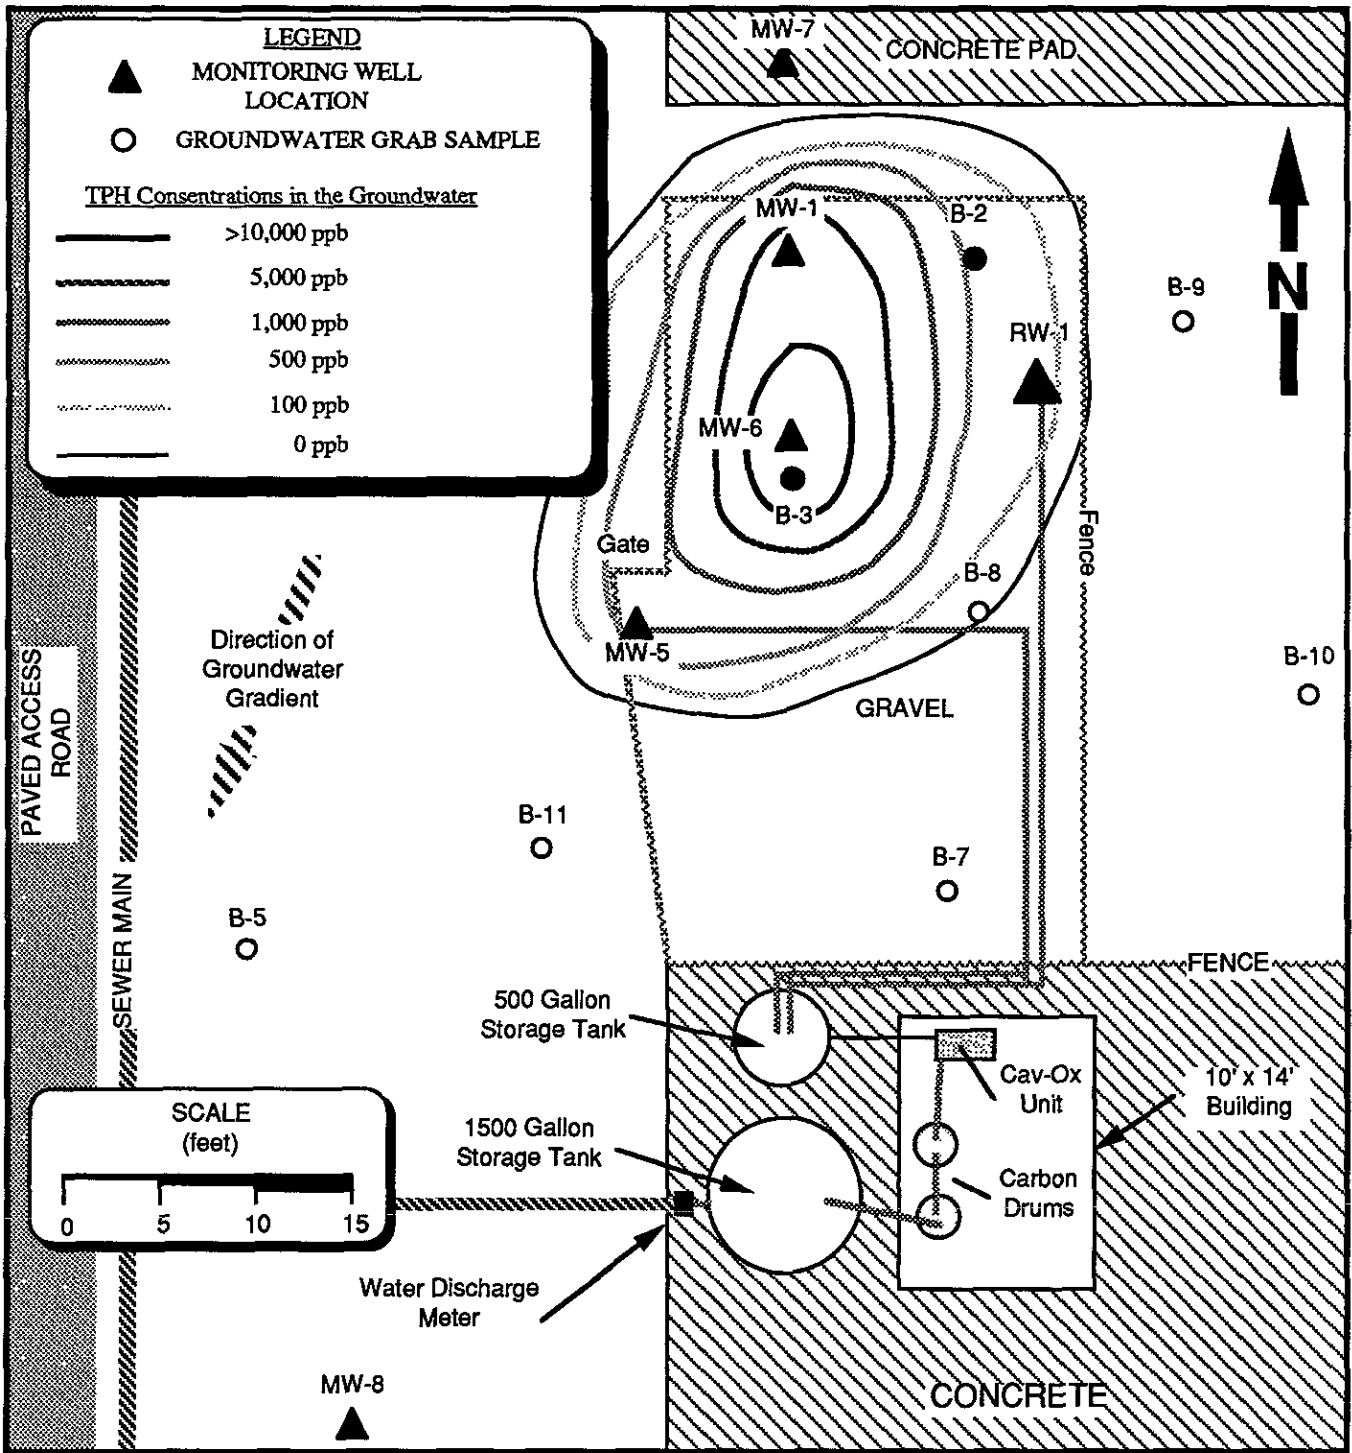 LEGEND
MONITORING WELL
LOCATION
GROUNDWATER GRAB SAMPLE
TPH Consentrations in the Groundwater
>10,000 ppb
5,000 ppb
1,000 ppb
500 ppb
100 ppb
0 ppb
MW-7
CONCRETE PAD
MW-1
B-2
B-9
N
RW-1
MW-6
B-3
Gate
Fence
B-8
Direction of
Groundwater
Gradient
MW-5
B-10
GRAVEL
PAVED ACCESS
ROAD
B-11
B-7
B-5
SEWER MAIN
FENCE
500 Gallon
Storage Tank
Cav-Ox
Unit
10' x 14'
Building
SCALE
(feet)
0 5 10 15
1500 Gallon
Storage Tank
Carbon
Drums
Water Discharge
Meter
MW-8
CONCRETE